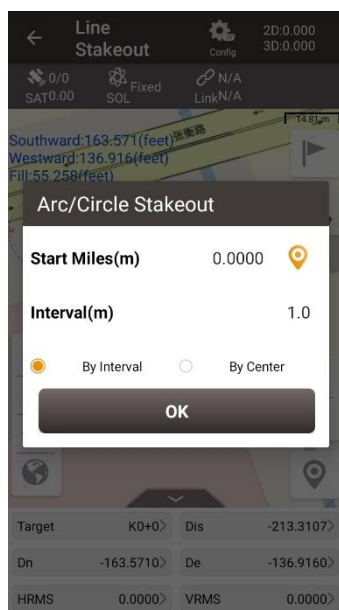 Line
Stakeout
Config
2D:0.000
3D:0.000
0/0
SAT0.00
Fixed
SOL
N/A
LinkN/A
14.81m
张衡路
Southward:163.571(feet)
Westward:136.916(feet)
Fill:55.258(feet)
Arc/Circle Stakeout
Start Miles(m) 0.0000
Interval(m) 1.0
By Interval By Center
OK
Target K0+0> Dis -213.3107>
Dn -163.5710> De -136.9160>
HRMS 0.0000> VRMS 0.0000>